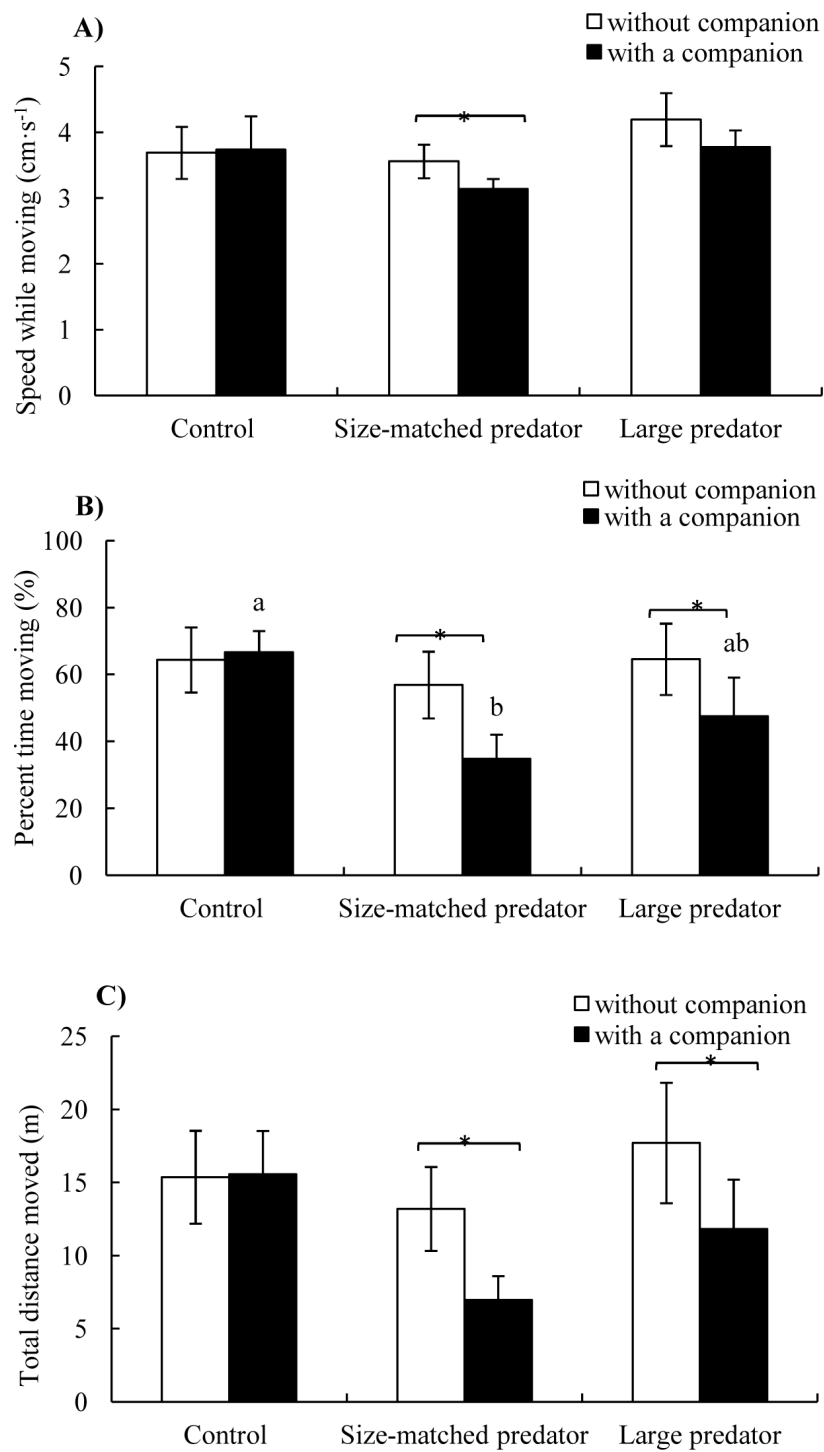 A)
without companion
with a companion
Speed while moving (cm·s⁻¹)
5
4
3
2
1
0
*
Control Size-matched predator Large predator
B)
without companion
with a companion
Percent time moving (%)
100
80
60
40
20
0
a
*
b
*
ab
Control Size-matched predator Large predator
C)
without companion
with a companion
Total distance moved (m)
25
20
15
10
5
0
*
*
Control Size-matched predator Large predator